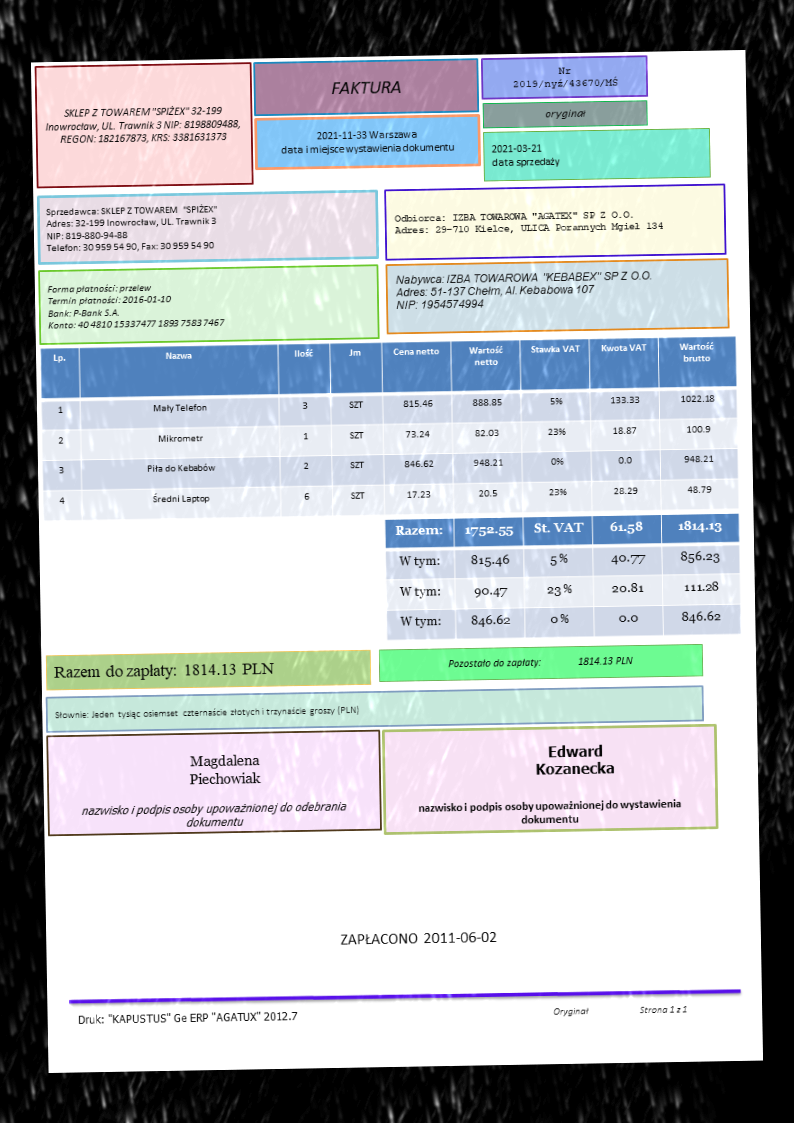 SKLEP Z TOWAREM "SPIŻEX" 32-199
Inowrocław, UL. Trawnik 3 NIP: 8198809488,
REGON: 182167873, KRS: 3381631373
FAKTURA
2021-11-33 Warszawa
data i miejsce wystawienia dokumentu
Nr
2019/nyż/43670/MŚ
oryginał
2021-03-21
data sprzedaży
Sprzedawca: SKLEP Z TOWAREM "SPIŻEX"
Adres: 32-199 Inowrocław, UL. Trawnik 3
NIP: 819-880-94-88
Telefon: 30 959 54 90, Fax: 30 959 54 90
Odbiorca: IZBA TOWAROWA "AGATEX" SP Z O.O.
Adres: 29-710 Kielce, ULICA Porannych Mgieł 134
Forma płatności: przelew
Termin płatności: 2016-01-10
Bank: P-Bank S.A.
Konto: 40 4810 15337477 1893 7583 7467
Nabywca: IZBA TOWAROWA "KEBABEX" SP Z O.O.
Adres: 51-137 Chełm, Al. Kebabowa 107
NIP: 1954574994
Lp. Nazwa Ilość Jm Cena netto Wartość netto Stawka VAT Kwota VAT Wartość brutto
1 Mały Telefon 3 SZT 815.46 888.85 5% 133.33 1022.18
2 Mikrometr 1 SZT 73.24 82.03 23% 18.87 100.9
3 Piła do Kebabów 2 SZT 846.62 948.21 0% 0.0 948.21
4 Średni Laptop 6 SZT 17.23 20.5 23% 28.29 48.79
Razem: 1752.55 St. VAT 61.58 1814.13
W tym: 815.46 5% 40.77 856.23
W tym: 90.47 23% 20.81 111.28
W tym: 846.62 0% 0.0 846.62
Razem do zapłaty: 1814.13 PLN
Pozostało do zapłaty: 1814.13 PLN
Słownie: Jeden tysiąc osiemset czternaście złotych i trzynaście groszy (PLN)
Magdalena
Piechowiak
nazwisko i podpis osoby upoważnionej do odebrania
dokumentu
Edward
Kozanecka
nazwisko i podpis osoby upoważnionej do wystawienia
dokumentu
ZAPŁACONO 2011-06-02
Druk: "KAPUSTUS" Ge ERP "AGATUX" 2012.7
Oryginał
Strona 1 z 1